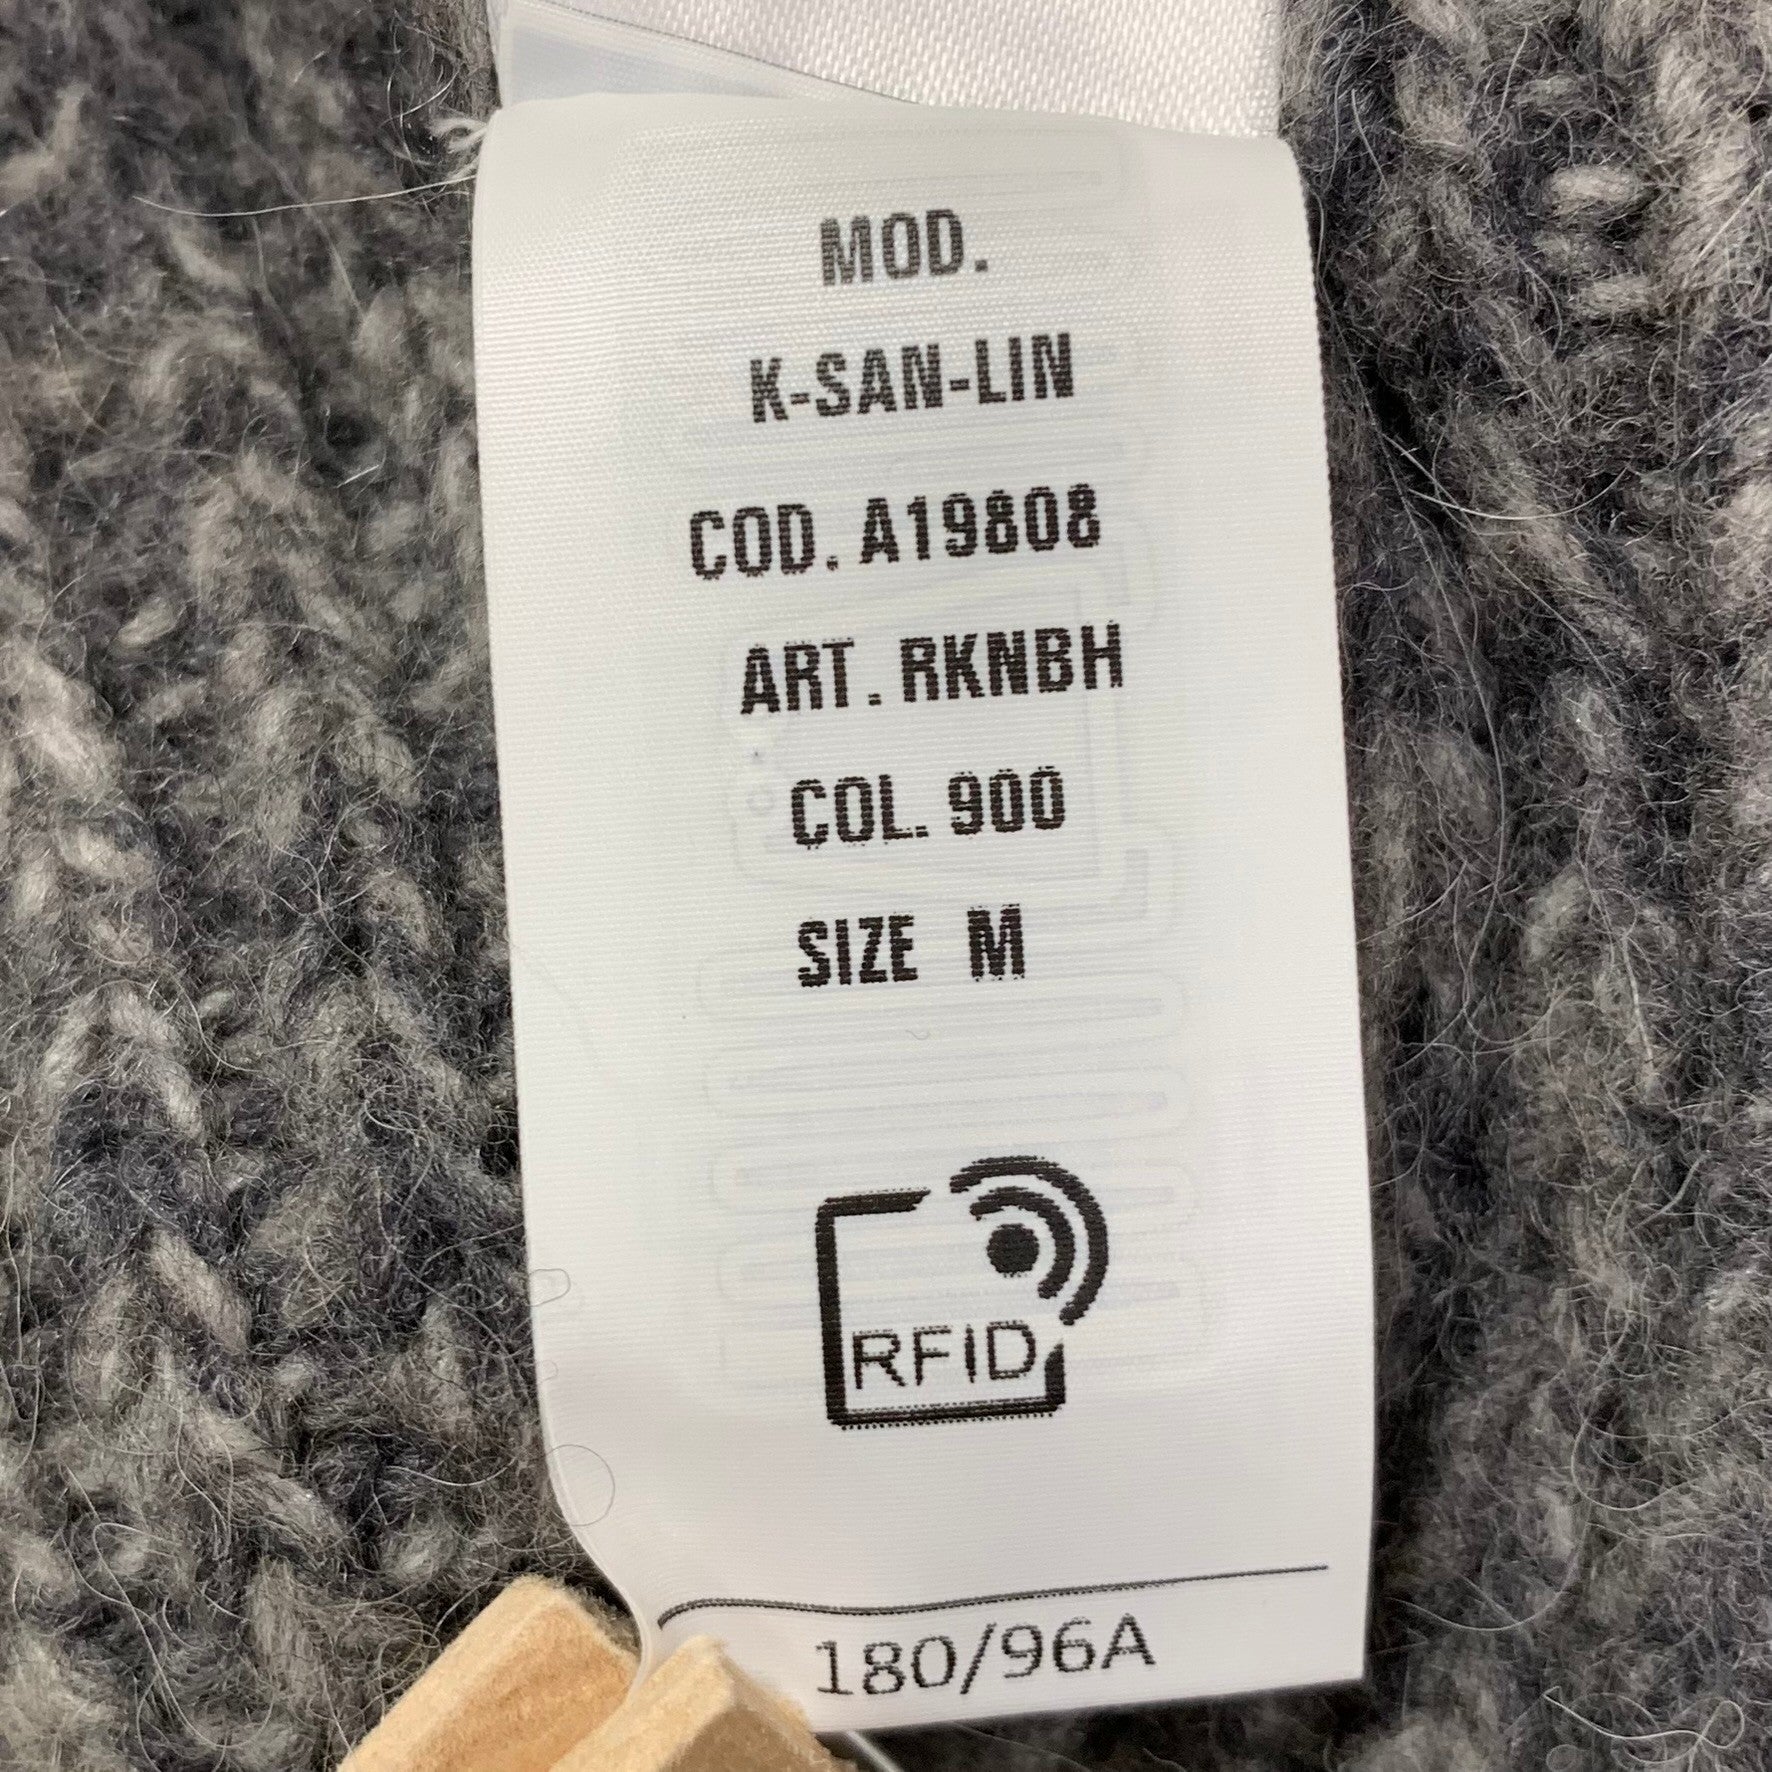 MOD.
K-SAN-LIN
COD. A19808
ART. RKNBH
COL. 900
SIZE M
RFID
180/96A